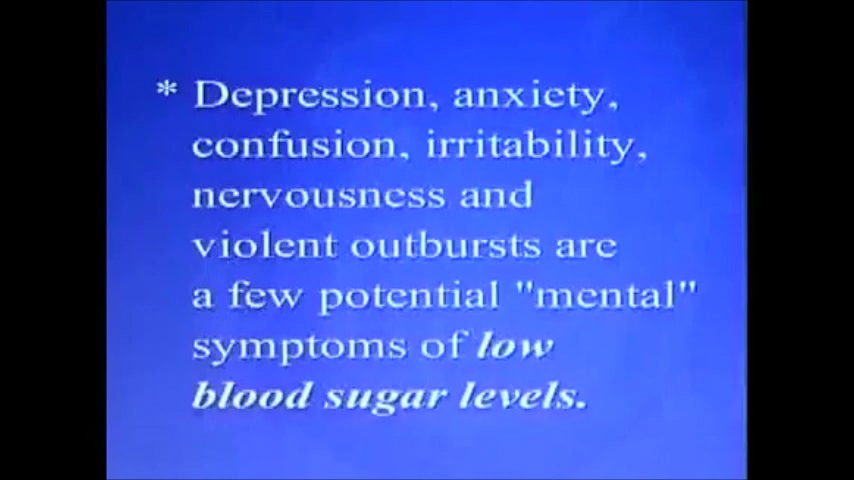 * Depression, anxiety,
confusion, irritability,
nervousness and
violent outbursts are
a few potential "mental"
symptoms of low
blood sugar levels.